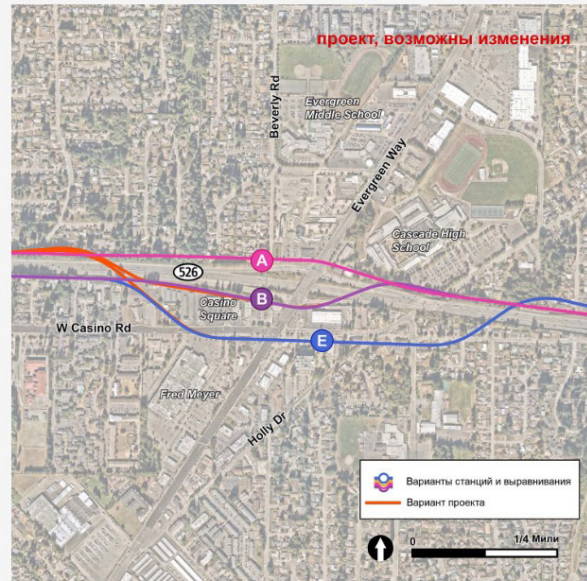 проект, возможны изменения
Beverly Rd
Evergreen
Middle School
Evergreen Way
Cascade High
School
A
526
B
Casino
Square
W Casino Rd
E
Fred Meyer
Holly Dr
Варианты станций и выравнивания
Вариант проекта
0
1/4 Мили